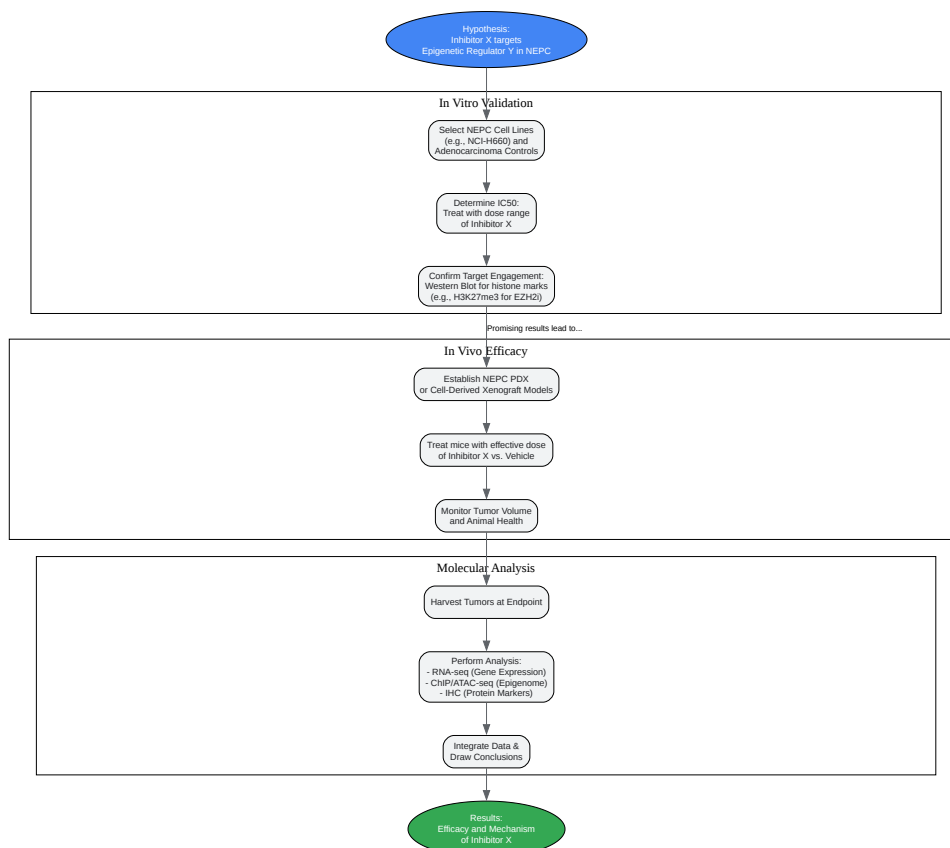 Hypothesis:
Inhibitor X targets
Epigenetic Regulator Y in NEPC
In Vitro Validation
Select NEPC Cell Lines
(e.g., NCI-H660) and
Adenocarcinoma Controls
Determine IC50:
Treat with dose range
of Inhibitor X
Confirm Target Engagement:
Western Blot for histone marks
(e.g., H3K27me3 for EZH2i)
Promising results lead to...
In Vivo Efficacy
Establish NEPC PDX
or Cell-Derived Xenograft Models
Treat mice with effective dose
of Inhibitor X vs. Vehicle
Monitor Tumor Volume
and Animal Health
Molecular Analysis
Harvest Tumors at Endpoint
Perform Analysis:
- RNA-seq (Gene Expression)
- ChIP/ATAC-seq (Epigenome)
- IHC (Protein Markers)
Integrate Data &
Draw Conclusions
Results:
Efficacy and Mechanism
of Inhibitor X